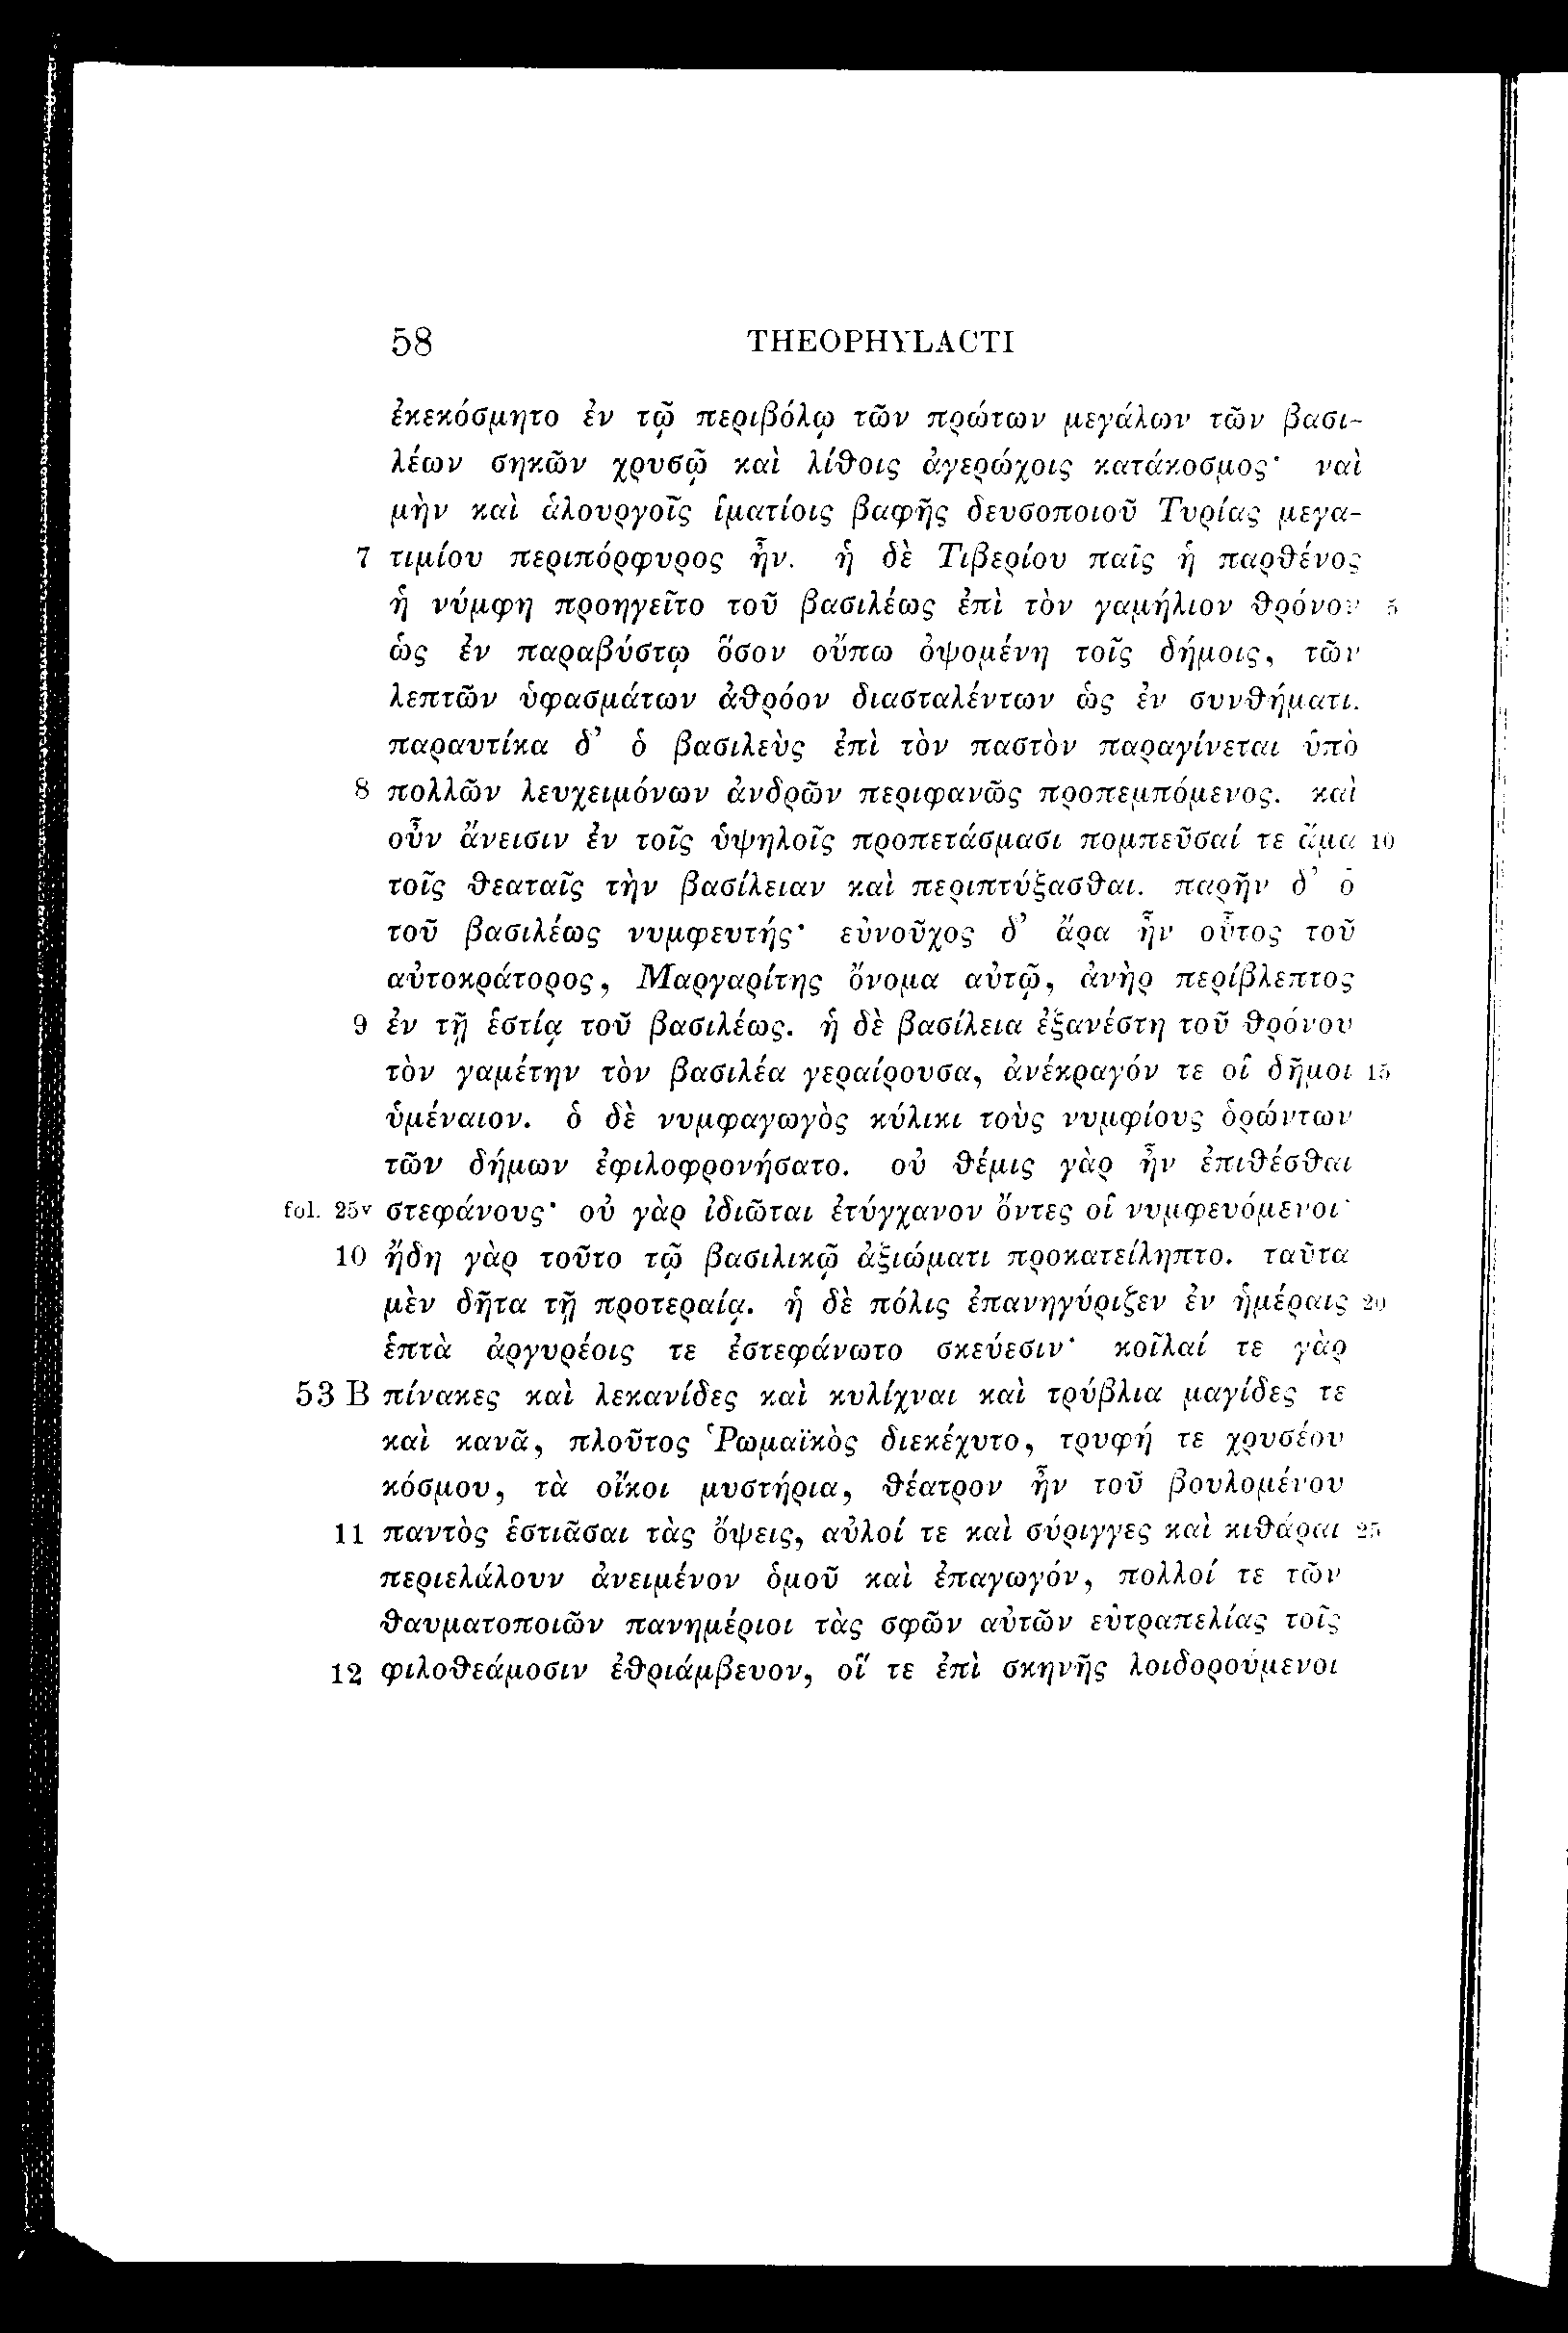 58 THEOPHYLACTI
ἐκεκόσμητο ἐν τῷ περιβόλῳ τῶν πρώτων μεγάλων τῶν βασι-
λέων σηκῶν χρυσῷ καὶ λίθοις ἀγερώχοις κατάκοσμος· ναὶ
μὴν καὶ ἁλουργοῖς ἱματίοις βαφῆς δευσοποιοῦ Τυρίας μεγα-
7 τιμίου περιπόρφυρος ἦν. ἡ δὲ Τιβερίου παῖς ἡ παρθένος
ἡ νύμφη προηγεῖτο τοῦ βασιλέως ἐπὶ τὸν γαμήλιον θρόνον 5
ὡς ἐν παραβύστῳ ὅσον οὔπω ὀψομένη τοῖς δήμοις, τῶν
λεπτῶν ὑφασμάτων ἀθρόον διασταλέντων ὡς ἐν συνθήματι.
παραυτίκα δ’ ὁ βασιλεὺς ἐπὶ τὸν παστὸν παραγίνεται ὑπὸ
8 πολλῶν λευχειμόνων ἀνδρῶν περιφανῶς προπεμπόμενος. καὶ
οὖν ἄνεισιν ἐν τοῖς ὑψηλοῖς προπετάσμασι πομπεῦσαί τε ἅμα 10
τοῖς θεαταῖς τὴν βασίλειαν καὶ περιπτύξασθαι. παρῆν δ’ ὁ
τοῦ βασιλέως νυμφευτής· εὐνοῦχος δ’ ἄρα ἦν οὗτος τοῦ
αὐτοκράτορος, Μαργαρίτης ὄνομα αὐτῷ, ἀνὴρ περίβλεπτος
9 ἐν τῇ ἑστίᾳ τοῦ βασιλέως. ἡ δὲ βασίλεια ἐξανέστη τοῦ θρόνου
τὸν γαμέτην τὸν βασιλέα γεραίρουσα, ἀνέκραγόν τε οἱ δῆμοι 15
ὑμέναιον. ὁ δὲ νυμφαγωγὸς κύλικι τοὺς νυμφίους ὁρώντων
τῶν δήμων ἐφιλοφρονήσατο. οὐ θέμις γὰρ ἦν ἐπιθέσθαι
fol. 25v στεφάνους· οὐ γὰρ ἰδιῶται ἐτύγχανον ὄντες οἱ νυμφευόμενοι·
10 ἤδη γὰρ τοῦτο τῷ βασιλικῷ ἀξιώματι προκατείληπτο. ταῦτα
μὲν δῆτα τῇ προτεραίᾳ. ἡ δὲ πόλις ἐπανηγύριζεν ἐν ἡμέραις 20
ἑπτὰ ἀργυρέοις τε ἐστεφάνωτο σκεύεσιν· κοῖλαί τε γὰρ
53 B πίνακες καὶ λεκανίδες καὶ κυλίχναι καὶ τρύβλια μαγίδες τε
καὶ κανᾶ, πλοῦτος Ῥωμαϊκὸς διεκέχυτο, τρυφή τε χρυσέου
κόσμου, τὰ οἴκοι μυστήρια, θέατρον ἦν τοῦ βουλομένου
11 παντὸς ἑστιᾶσαι τὰς ὄψεις, αὐλοί τε καὶ σύριγγες καὶ κιθάραι 25
περιελάλουν ἀνειμένον ὁμοῦ καὶ ἐπαγωγόν, πολλοί τε τῶν
θαυματοποιῶν πανημέριοι τὰς σφῶν αὐτῶν εὐτραπελίας τοῖς
12 φιλοθεάμοσιν ἐθριάμβευον, οἵ τε ἐπὶ σκηνῆς λοιδορούμενοι